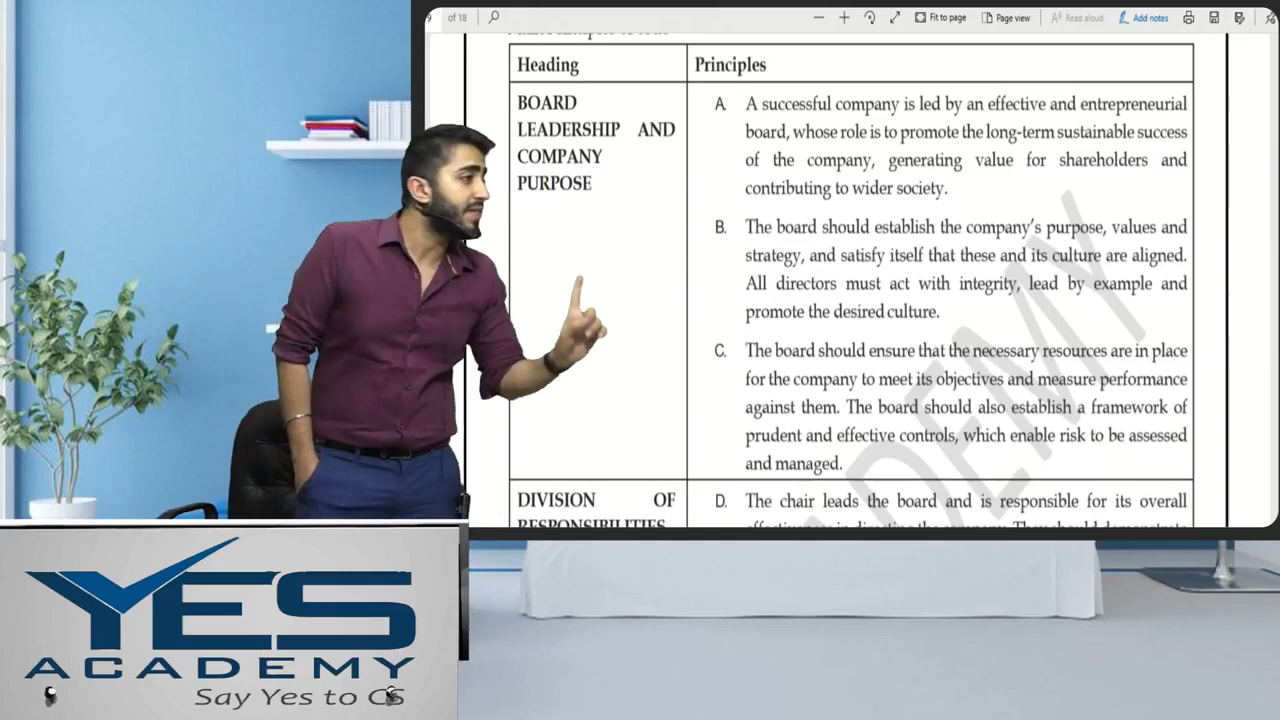 9 of 18 Fit to page Page view Read aloud Add notes
Heading Principles
BOARD
LEADERSHIP AND
COMPANY
PURPOSE
A. A successful company is led by an effective and entrepreneurial
board, whose role is to promote the long-term sustainable success
of the company, generating value for shareholders and
contributing to wider society.
B. The board should establish the company's purpose, values and
strategy, and satisfy itself that these and its culture are aligned.
All directors must act with integrity, lead by example and
promote the desired culture.
C. The board should ensure that the necessary resources are in place
for the company to meet its objectives and measure performance
against them. The board should also establish a framework of
prudent and effective controls, which enable risk to be assessed
and managed.
DIVISION OF
RESPONSIBILITIES
D. The chair leads the board and is responsible for its overall
YES
ACADEMY
Say Yes to CS